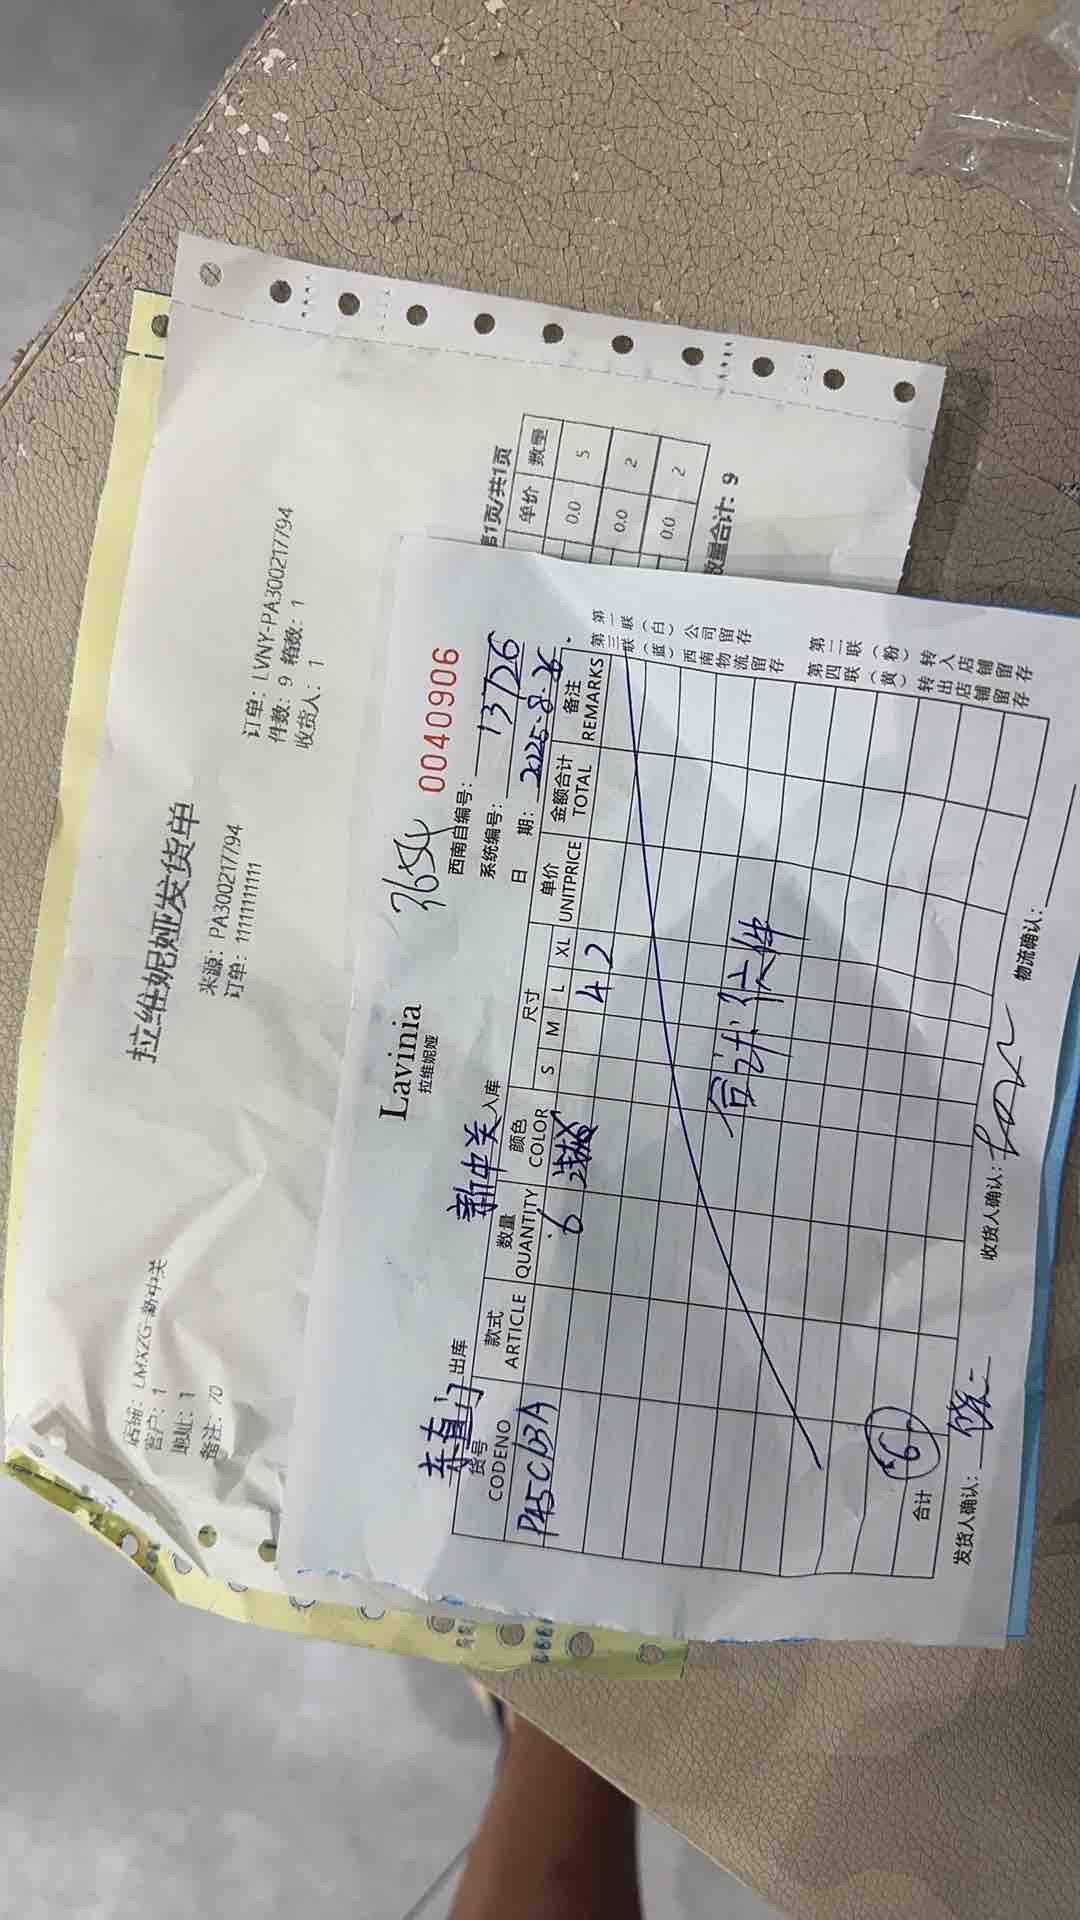 拉维妮娅发货单
店铺: LMXZG-新中关
客户: 1
地址: 1
备注: 70
来源: PA300217794
订单: 1111111111
订单: LVNY-PA300217794
件数: 9 箱数: 1
收货人: 1
第1页/共1页
单价 数量
0.0 5
0.0 2
0.0 2
数量合计: 9
Lavinia
拉维妮娅
3654
0040906
西南自编号:
系统编号: 13726
日 期: 2025.8.26.
东直门 出库 新中关 入库
货号 款式 数量 颜色 尺寸 单价 金额合计 备注
CODENO ARTICLE QUANTITY COLOR S M L XL UNITPRICE TOTAL REMARKS
6 4 2
合计 6
合计: 6件
发货人确认:
收货人确认:
物流确认:
第一联(白)公司留存
第二联(粉)转入店铺留存
第三联(蓝)西南物流留存
第四联(黄)转出店铺留存